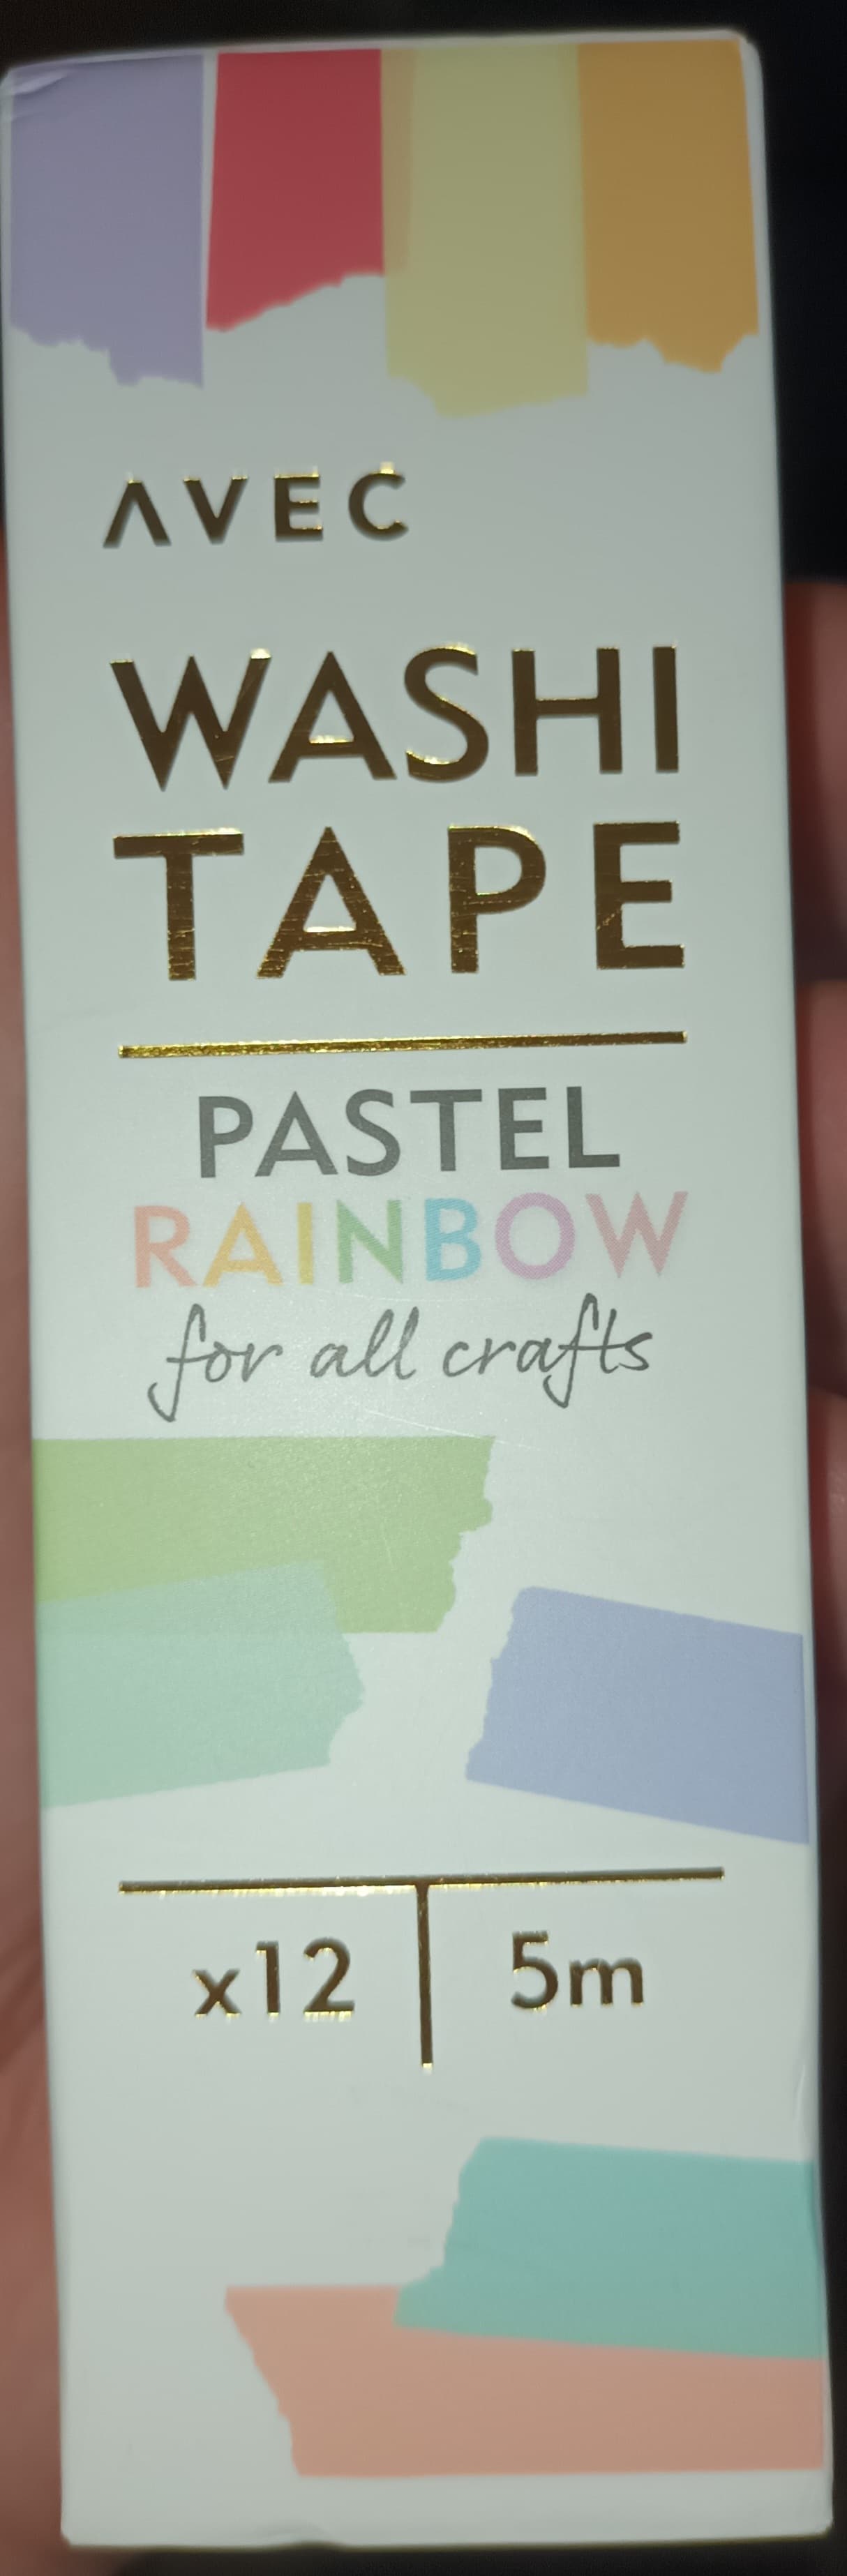 AVEC
WASHI
TAPE
PASTEL
RAINBOW
for all crafts
x12
5m